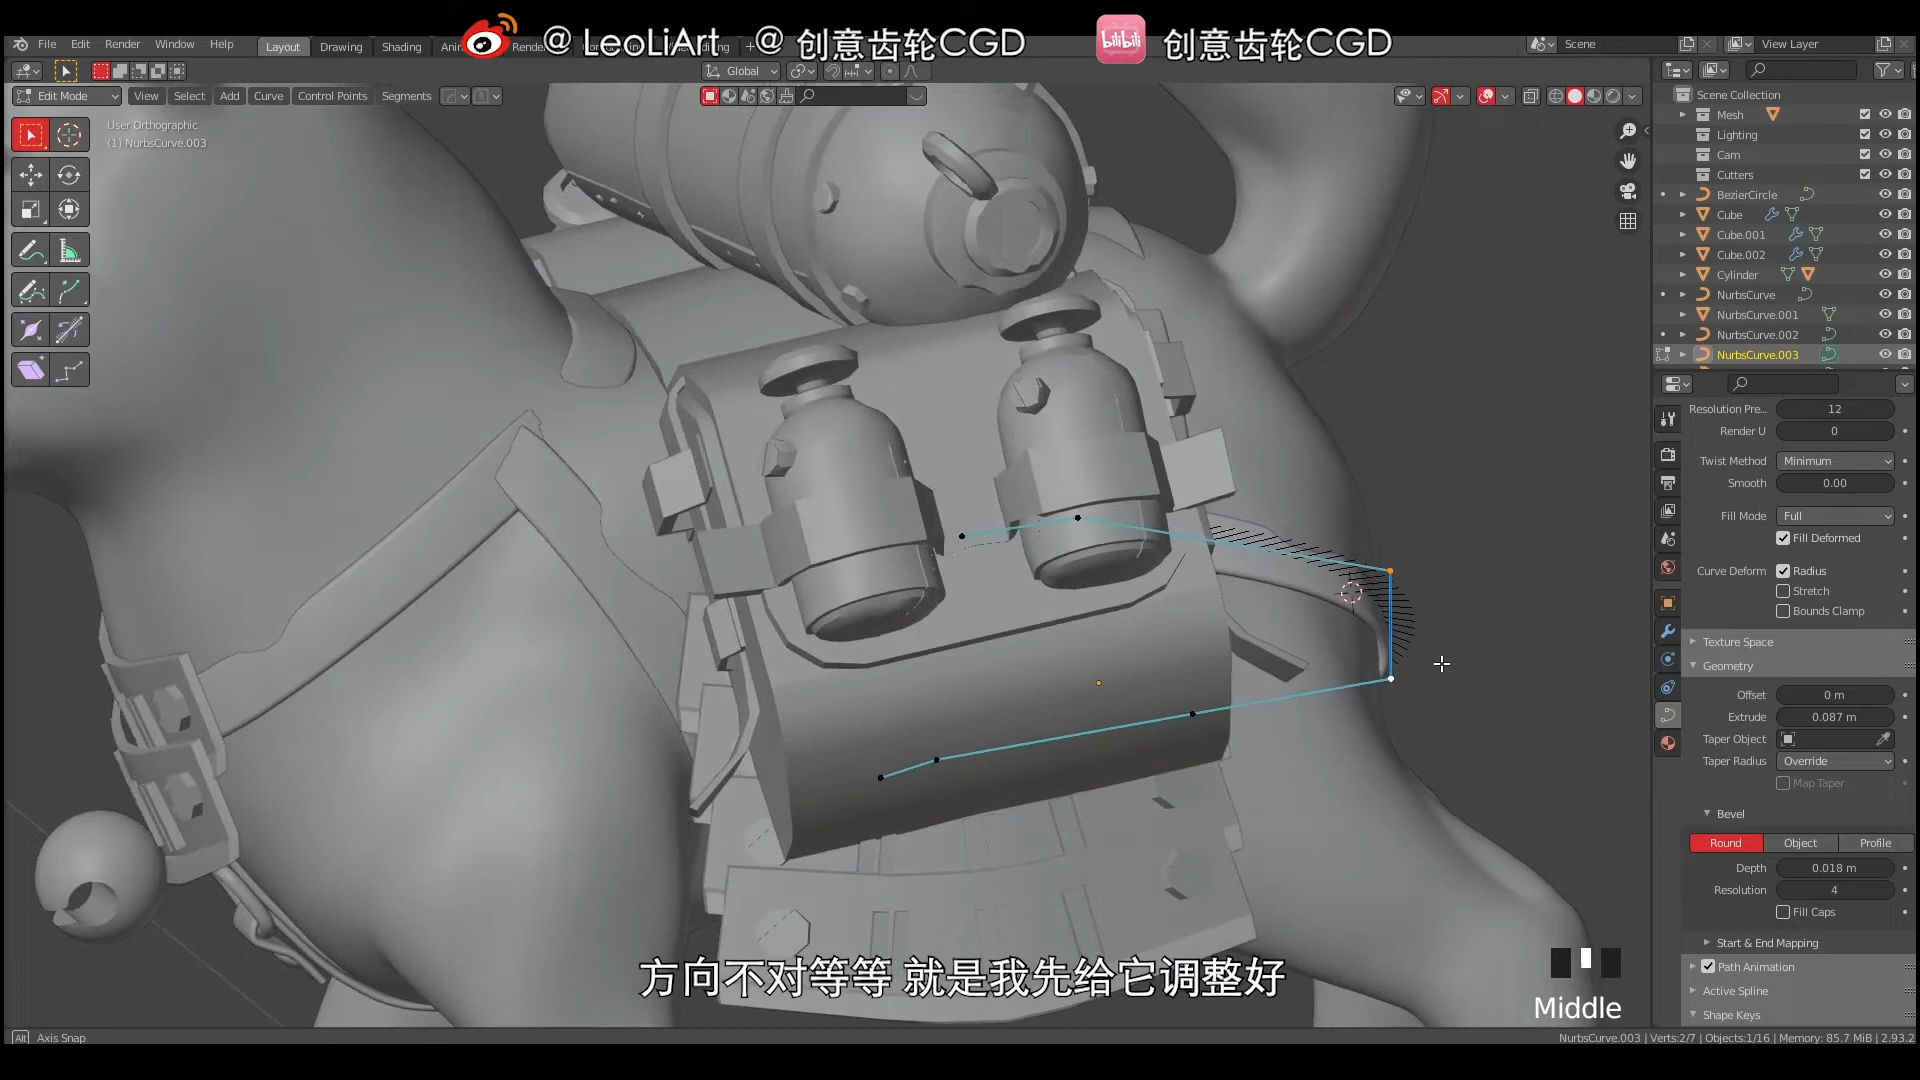 @ LeoLiArt @ 创意齿轮CGD bilibili 创意齿轮CGD
File Edit Render Window Help Layout Drawing Shading Scene View Layer
Global
Edit Mode View Select Add Curve Control Points Segments
User Orthographic
(1) NurbsCurve.003
Scene Collection
Mesh
Lighting
Cam
Cutters
BezierCircle
Cube
Cube.001
Cube.002
Cylinder
NurbsCurve
NurbsCurve.001
NurbsCurve.002
NurbsCurve.003
Resolution Pre... 12
Render U 0
Twist Method Minimum
Smooth 0.00
Fill Mode Full
Fill Deformed
Curve Deform Radius
Stretch
Bounds Clamp
Texture Space
Geometry
Offset 0 m
Extrude 0.087 m
Taper Object
Taper Radius Override
Map Taper
Bevel
Round Object Profile
Depth 0.018 m
Resolution 4
Fill Caps
Start & End Mapping
Path Animation
Active Spline
Shape Keys
方向不对等等 就是我先给它调整好
Middle
Alt Axis Snap
NurbsCurve.003 | Verts:2/7 | Objects:1/16 | Memory: 85.7 MiB | 2.93.2